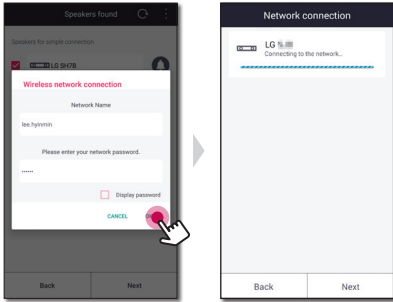 Speakers found
Speakers for simple connection
LG SH7B
Wireless network connection
Network Name
lee.hyinmin
Please enter your network password.
••••••
Display password
CANCEL
Back
Next
Network connection
LG
Connecting to the network...
Back
Next